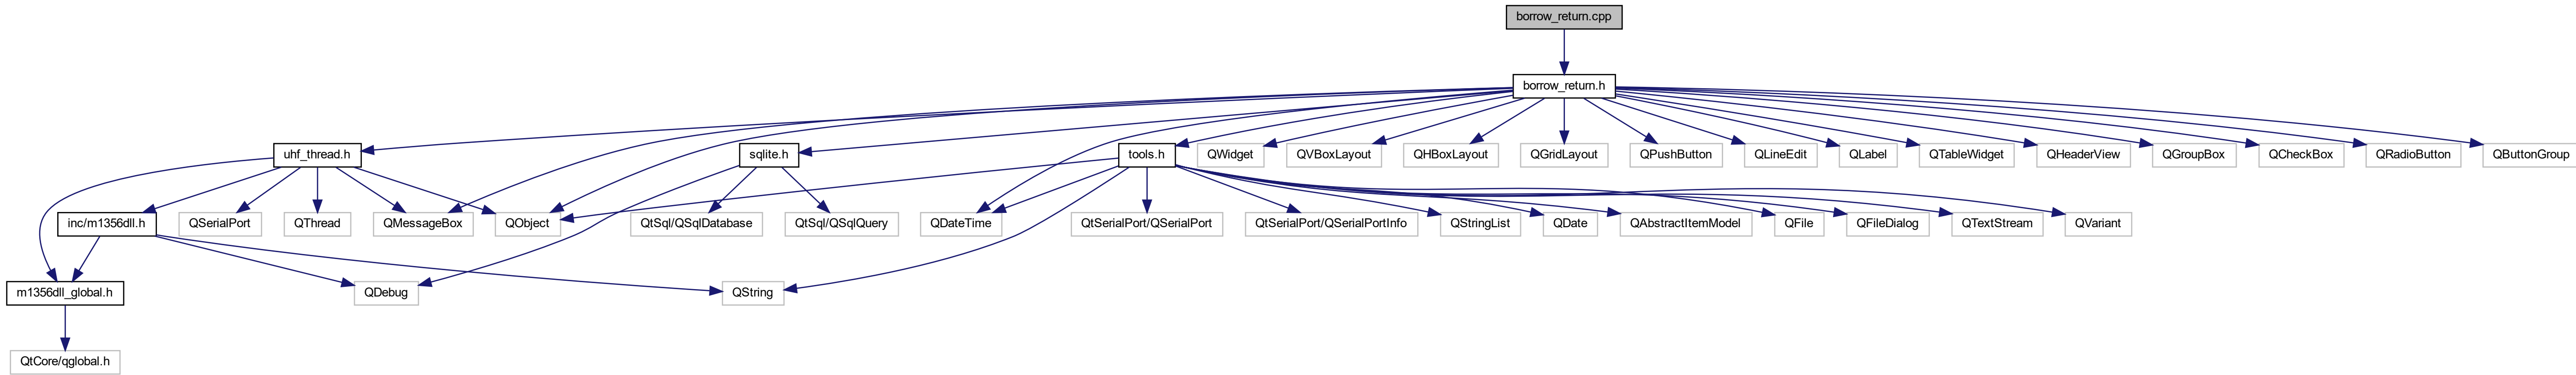 borrow_return.cpp
borrow_return.h
uhf_thread.h
sqlite.h
tools.h
QWidget
QVBoxLayout
QHBoxLayout
QGridLayout
QPushButton
QLineEdit
QLabel
QTableWidget
QHeaderView
QGroupBox
QCheckBox
QRadioButton
QButtonGroup
inc/m1356dll.h
QSerialPort
QThread
QMessageBox
QObject
QtSql/QSqlDatabase
QtSql/QSqlQuery
QDateTime
QtSerialPort/QSerialPort
QtSerialPort/QSerialPortInfo
QStringList
QDate
QAbstractItemModel
QFile
QFileDialog
QTextStream
QVariant
m1356dll_global.h
QDebug
QString
QtCore/qglobal.h